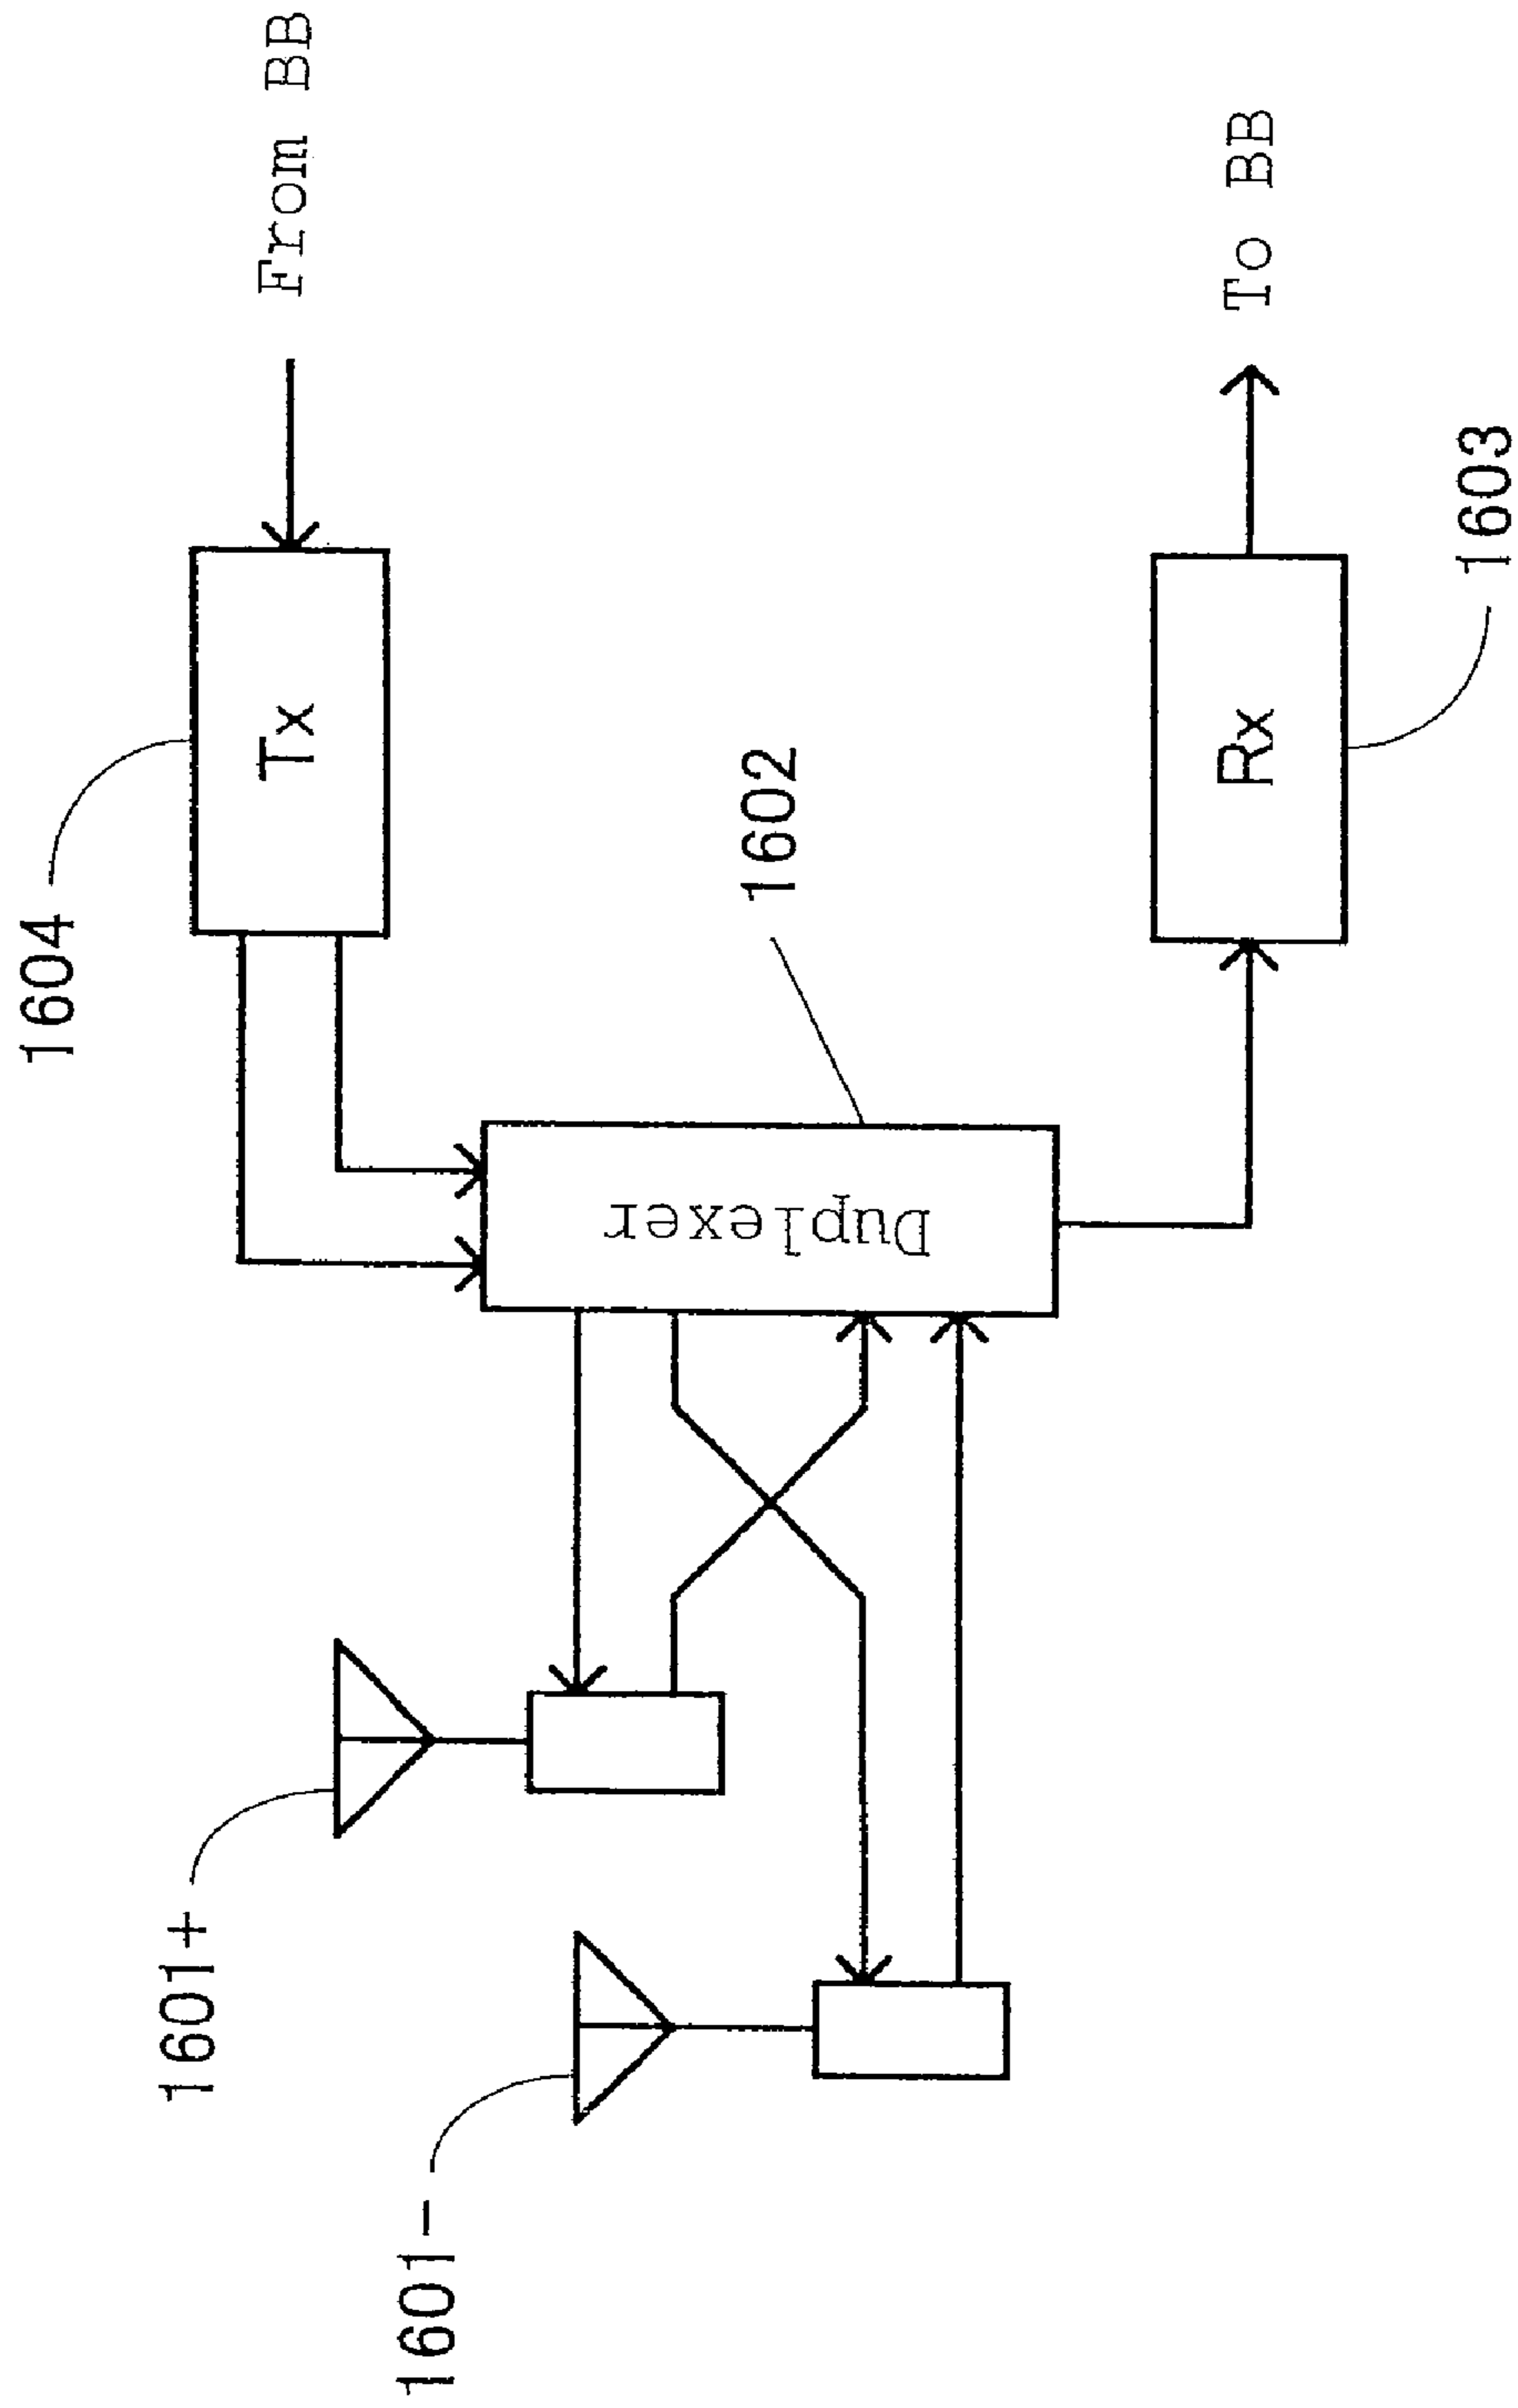 1604
Tx
From BB
1601+
1601-
Duplexer
1602
Rx
To BB
1603